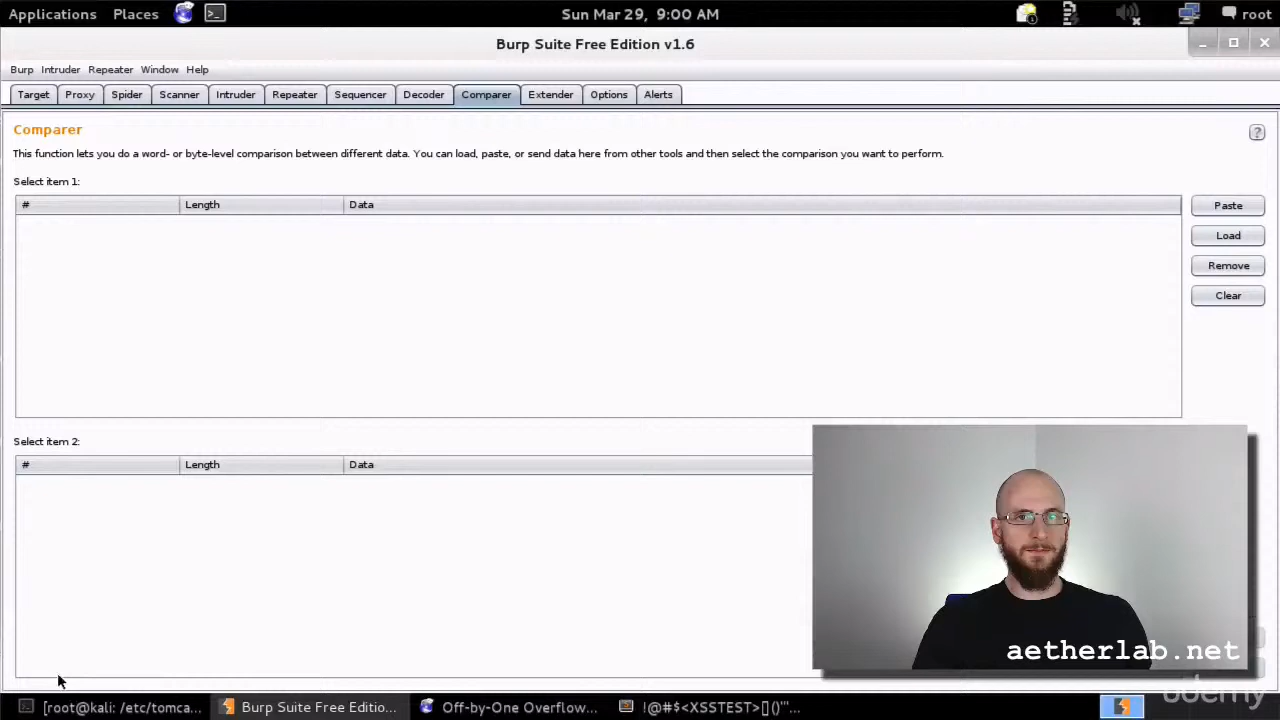 Applications Places Sun Mar 29, 9:00 AM root
Burp Suite Free Edition v1.6
Burp Intruder Repeater Window Help
Target Proxy Spider Scanner Intruder Repeater Sequencer Decoder Comparer Extender Options Alerts
Comparer
?
This function lets you do a word- or byte-level comparison between different data. You can load, paste, or send data here from other tools and then select the comparison you want to perform.
Select item 1:
# Length Data
Paste
Load
Remove
Clear
Select item 2:
# Length Data
aetherlab.net
udemy
[root@kali: /etc/tomca... Burp Suite Free Editio... Off-by-One Overflow... !@#$<XSSTEST>[]()'"'...